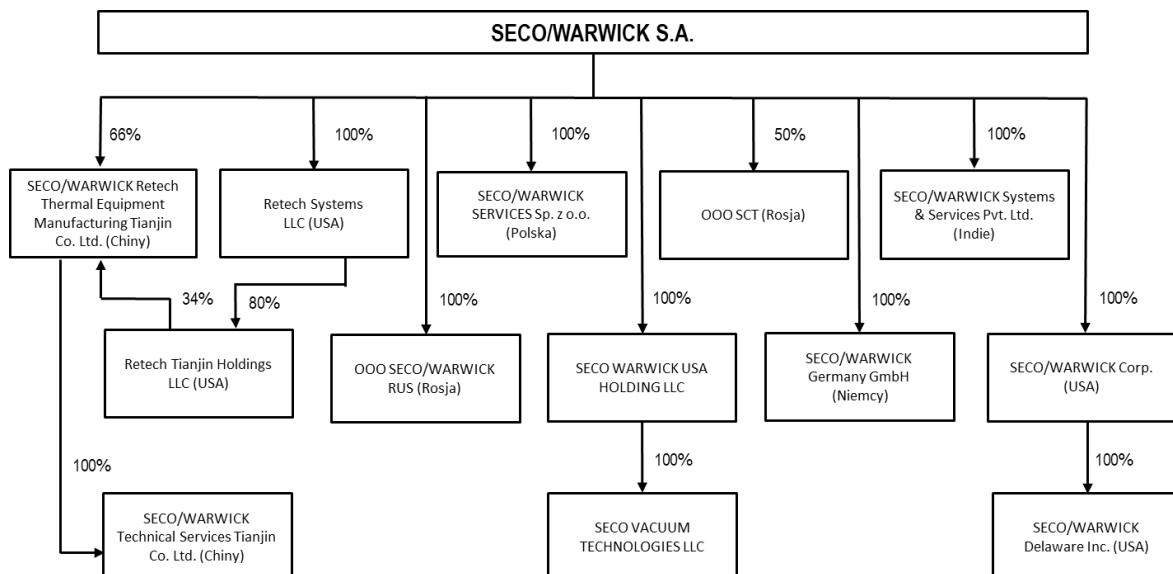 SECO/WARWICK S.A.
66%
100%
100%
50%
100%
SECO/WARWICK Retech
Thermal Equipment
Manufacturing Tianjin
Co. Ltd. (Chiny)
Retech Systems
LLC (USA)
SECO/WARWICK
SERVICES Sp. z o.o.
(Polska)
OOO SCT (Rosja)
SECO/WARWICK Systems
& Services Pvt. Ltd.
(Indie)
34%
80%
100%
100%
100%
100%
Retech Tianjin Holdings
LLC (USA)
OOO SECO/WARWICK
RUS (Rosja)
SECO WARWICK USA
HOLDING LLC
SECO/WARWICK
Germany GmbH
(Niemcy)
SECO/WARWICK Corp.
(USA)
100%
100%
100%
SECO/WARWICK
Technical Services Tianjin
Co. Ltd. (Chiny)
SECO VACUUM
TECHNOLOGIES LLC
SECO/WARWICK
Delaware Inc. (USA)